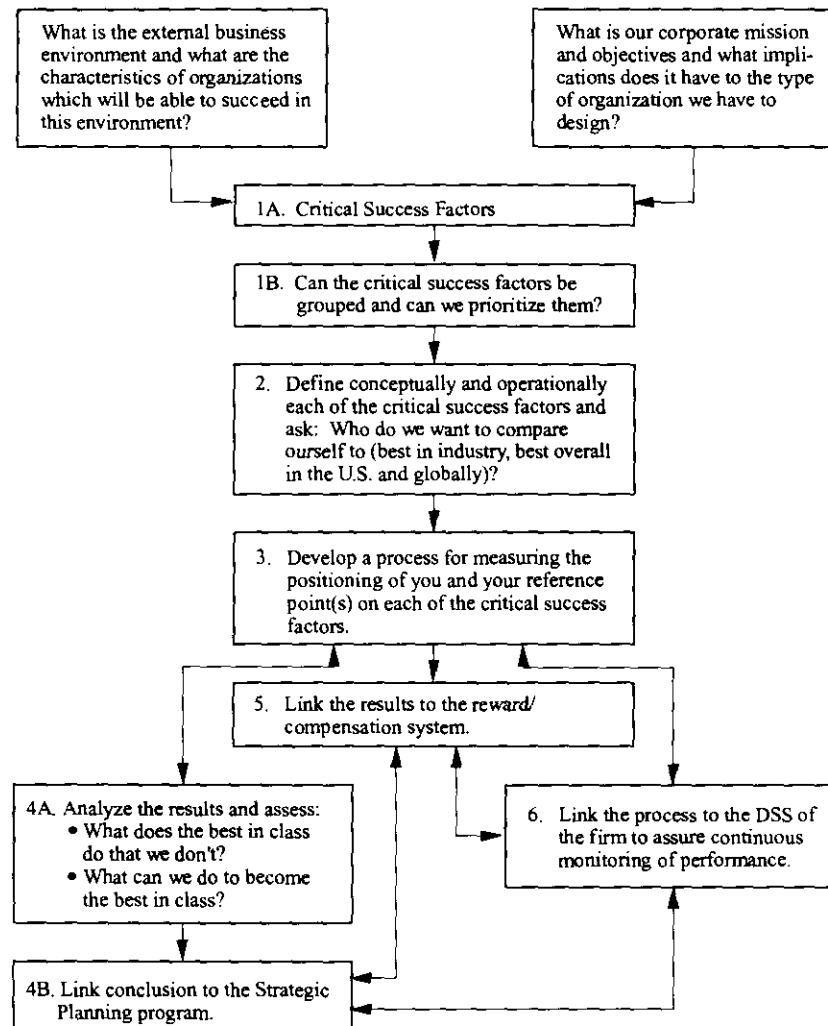 What is the external business
environment and what are the
characteristics of organizations
which will be able to succeed in
this environment?
What is our corporate mission
and objectives and what impli-
cations does it have to the type
of organization we have to
design?
1A. Critical Success Factors
1B. Can the critical success factors be
grouped and can we prioritize them?
2. Define conceptually and operationally
each of the critical success factors and
ask: Who do we want to compare
ourself to (best in industry, best overall
in the U.S. and globally)?
3. Develop a process for measuring the
positioning of you and your reference
point(s) on each of the critical success
factors.
5. Link the results to the reward/
compensation system.
4A. Analyze the results and assess:
• What does the best in class
do that we don't?
• What can we do to become
the best in class?
6. Link the process to the DSS of
the firm to assure continuous
monitoring of performance.
4B. Link conclusion to the Strategic
Planning program.